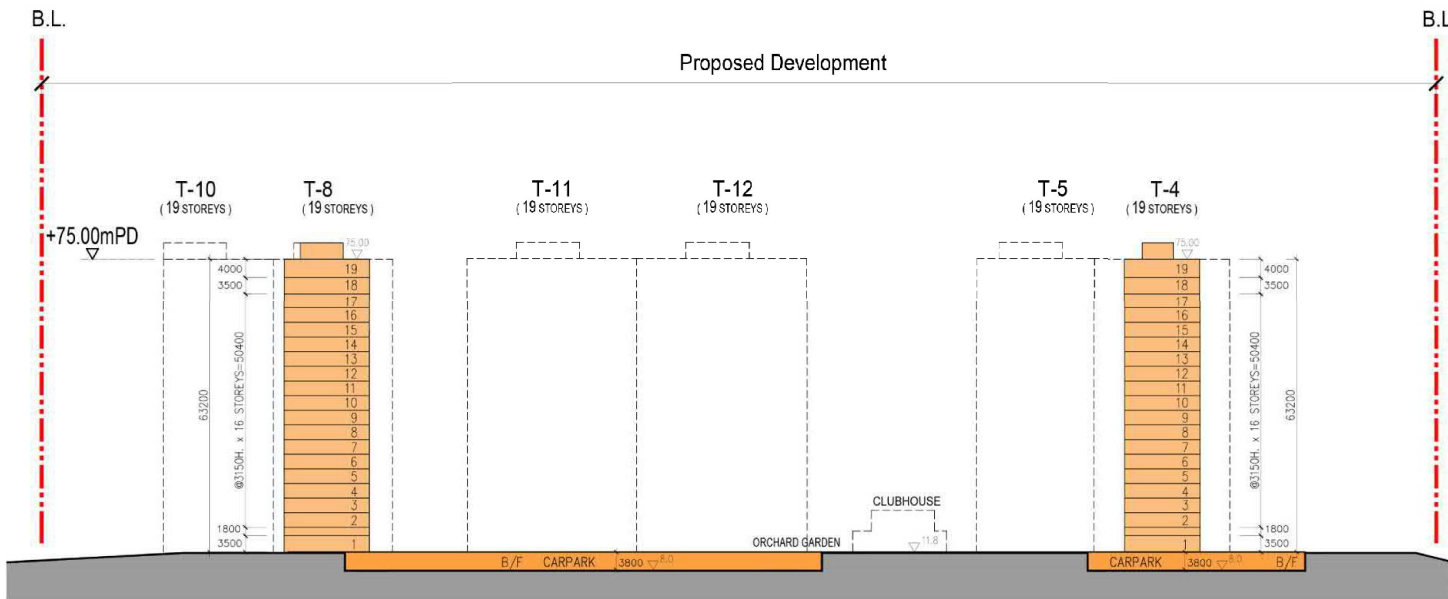 B.L.
B.L
Proposed Development
T-10
( 19 STOREYS )
T-8
( 19 STOREYS )
T-11
( 19 STOREYS )
T-12
( 19 STOREYS )
T-5
( 19 STOREYS )
T-4
( 19 STOREYS )
+75.00mPD
75.00
75.00
4000
3500
@3150H. x 16 STOREYS=50400
1800
3500
63200
19
18
17
16
15
14
13
12
11
10
9
8
7
6
5
4
3
2
1
19
18
17
16
15
14
13
12
11
10
9
8
7
6
5
4
3
2
1
4000
3500
@3150H. x 16 STOREYS=50400
1800
3500
63200
CLUBHOUSE
ORCHARD GARDEN
11.8
B/F CARPARK 3800 8.0
CARPARK 3800 8.0 B/F